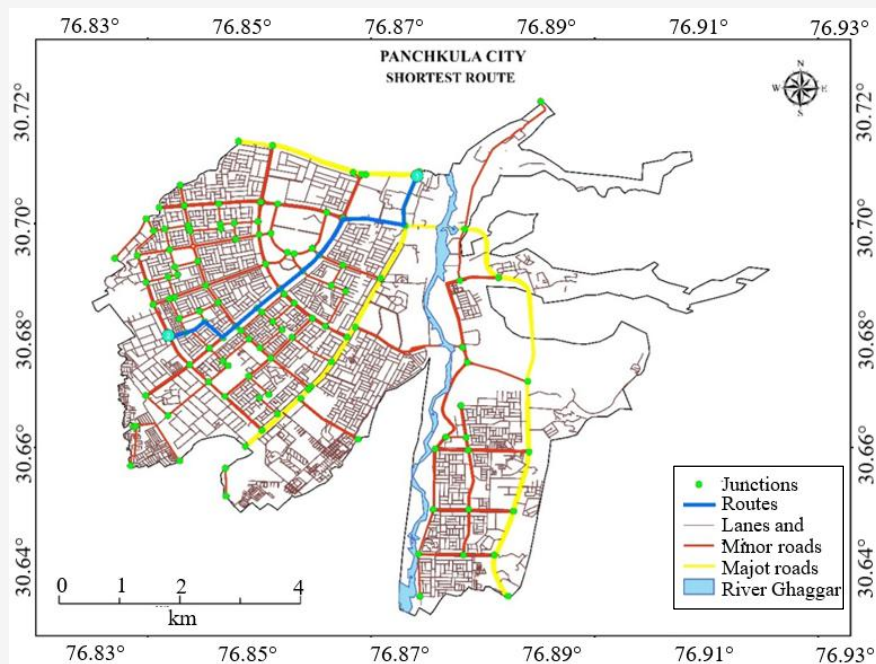 76.83° 76.85° 76.87° 76.89° 76.91° 76.93°
PANCHKULA CITY
SHORTEST ROUTE
N
W E
S
30.72° 30.72°
30.70° 30.70°
30.68° 30.68°
30.66° 30.66°
30.64° 30.64°
Junctions
Routes
Lanes and
Minor roads
Majot roads
River Ghaggar
0 1 2 4
km
76.83° 76.85° 76.87° 76.89° 76.91° 76.93°